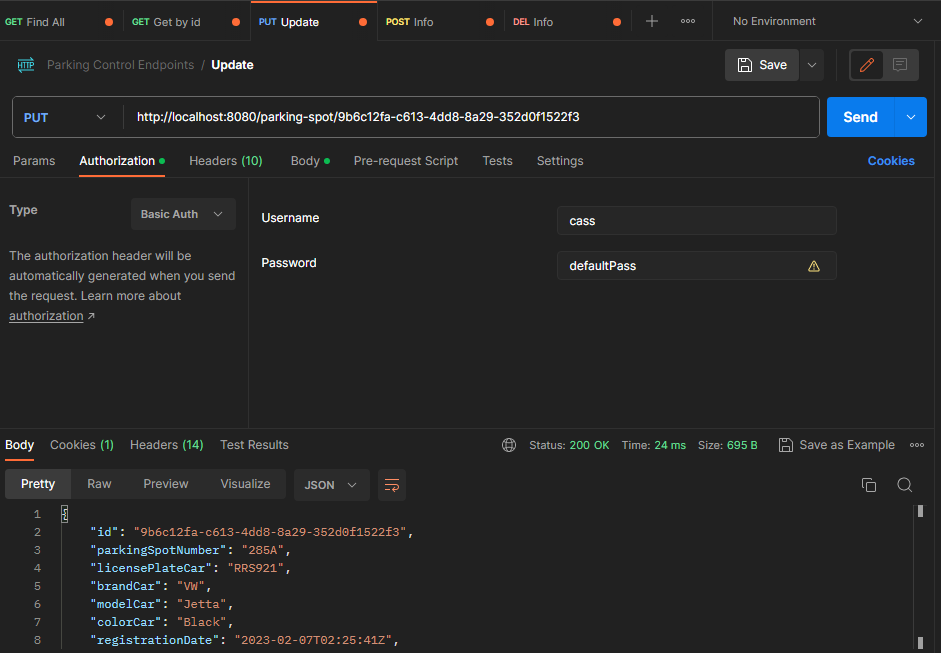 GET Find All
GET Get by id
PUT Update
POST Info
DEL Info
No Environment
HTTP Parking Control Endpoints / Update
Save
PUT
http://localhost:8080/parking-spot/9b6c12fa-c613-4dd8-8a29-352d0f1522f3
Send
Params Authorization Headers (10) Body Pre-request Script Tests Settings Cookies
Type
Basic Auth
The authorization header will be
automatically generated when you send
the request. Learn more about
authorization ↗
Username
cass
Password
defaultPass
Body Cookies (1) Headers (14) Test Results
Status: 200 OK Time: 24 ms Size: 695 B Save as Example
Pretty Raw Preview Visualize JSON
1 {
2 "id": "9b6c12fa-c613-4dd8-8a29-352d0f1522f3",
3 "parkingSpotNumber": "285A",
4 "licensePlateCar": "RRS921",
5 "brandCar": "VW",
6 "modelCar": "Jetta",
7 "colorCar": "Black",
8 "registrationDate": "2023-02-07T02:25:41Z",